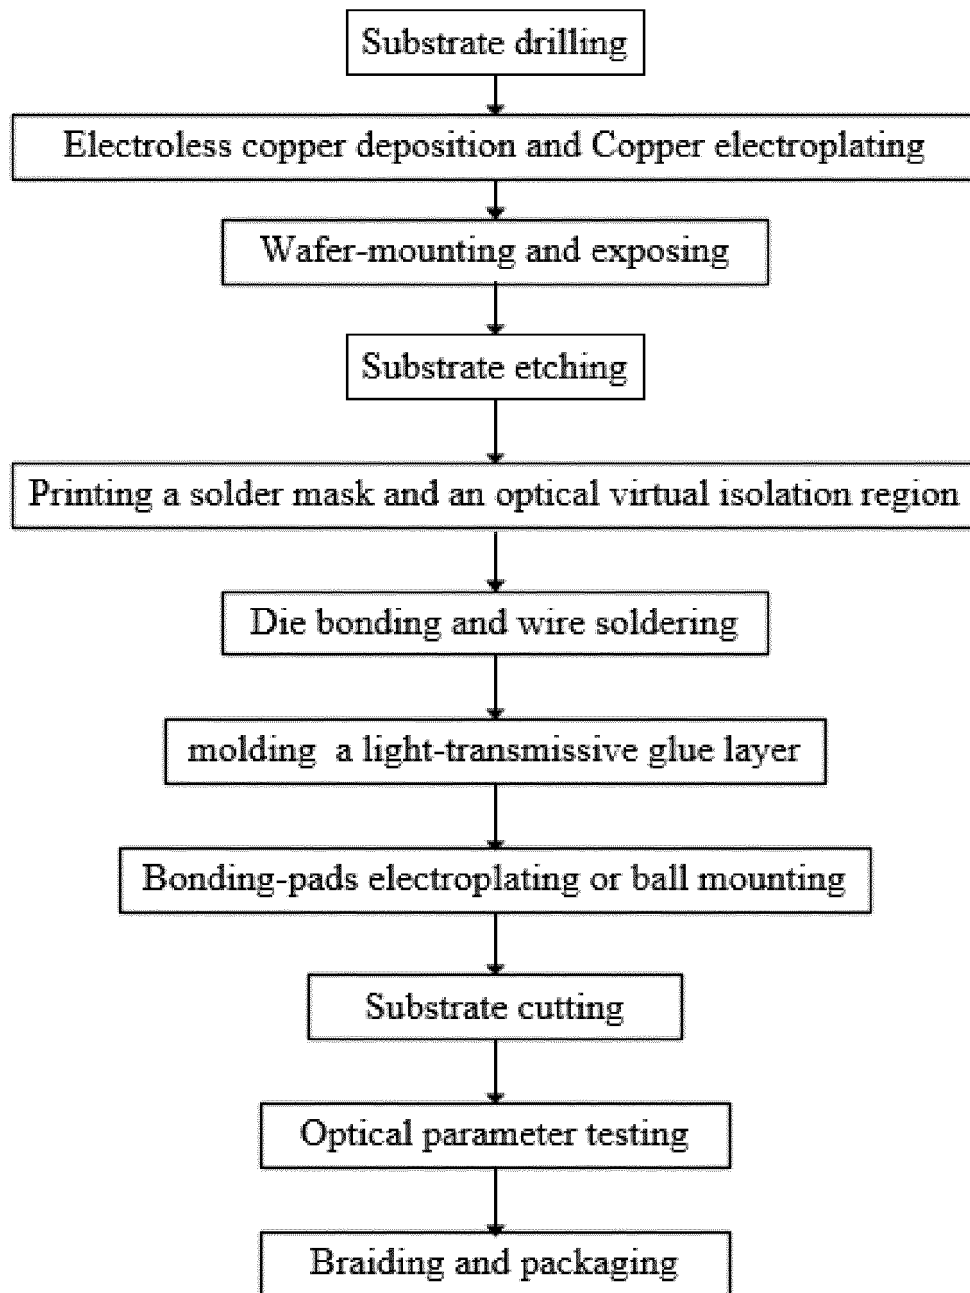 Substrate drilling
Electroless copper deposition and Copper electroplating
Wafer-mounting and exposing
Substrate etching
Printing a solder mask and an optical virtual isolation region
Die bonding and wire soldering
molding a light-transmissive glue layer
Bonding-pads electroplating or ball mounting
Substrate cutting
Optical parameter testing
Braiding and packaging